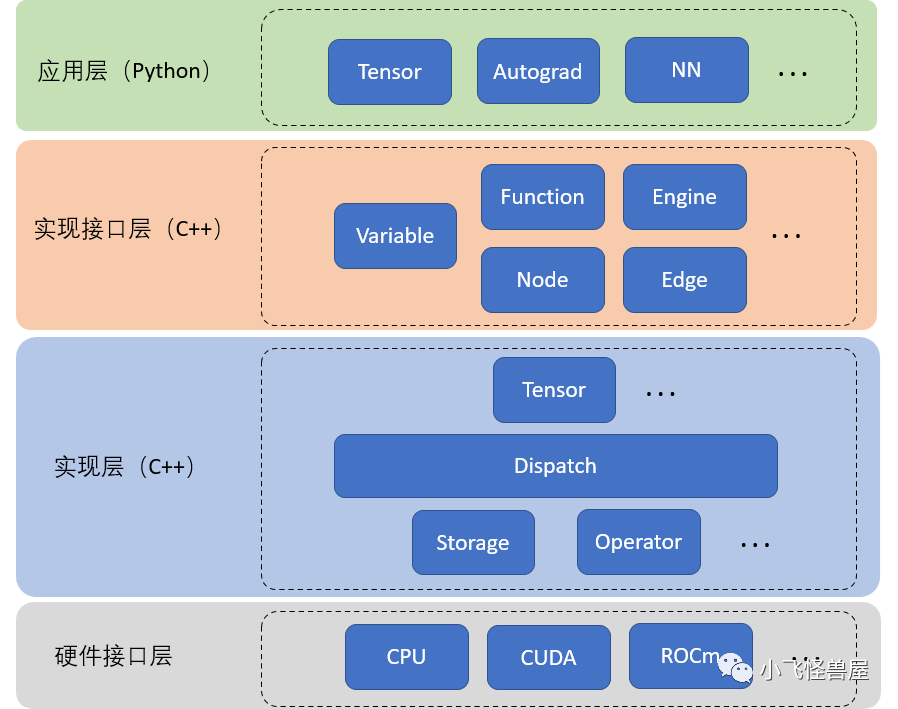 应用层（Python）
Tensor
Autograd
NN
...
实现接口层（C++）
Variable
Function
Engine
Node
Edge
...
实现层（C++）
Tensor
...
Dispatch
Storage
Operator
...
硬件接口层
CPU
CUDA
ROCm
...
小飞怪兽屋